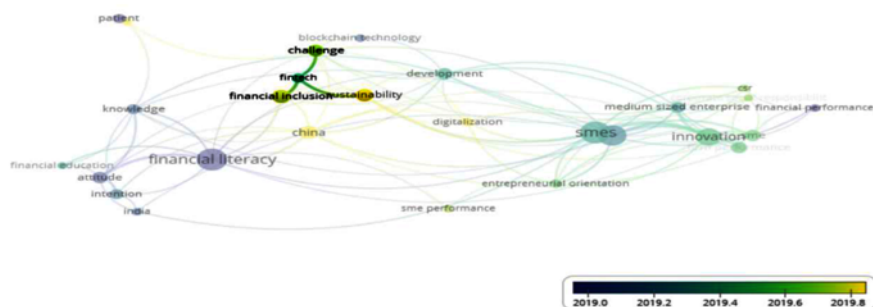 patient
blockchain technology
challenge
fintech
development
financial inclusion
sustainability
csr
knowledge
medium sized enterprise
financial performance
digitalization
china
smes
innovation
financial literacy
financial education
attitude
entrepreneurial orientation
intention
india
sme performance
2019.0 2019.2 2019.4 2019.6 2019.8